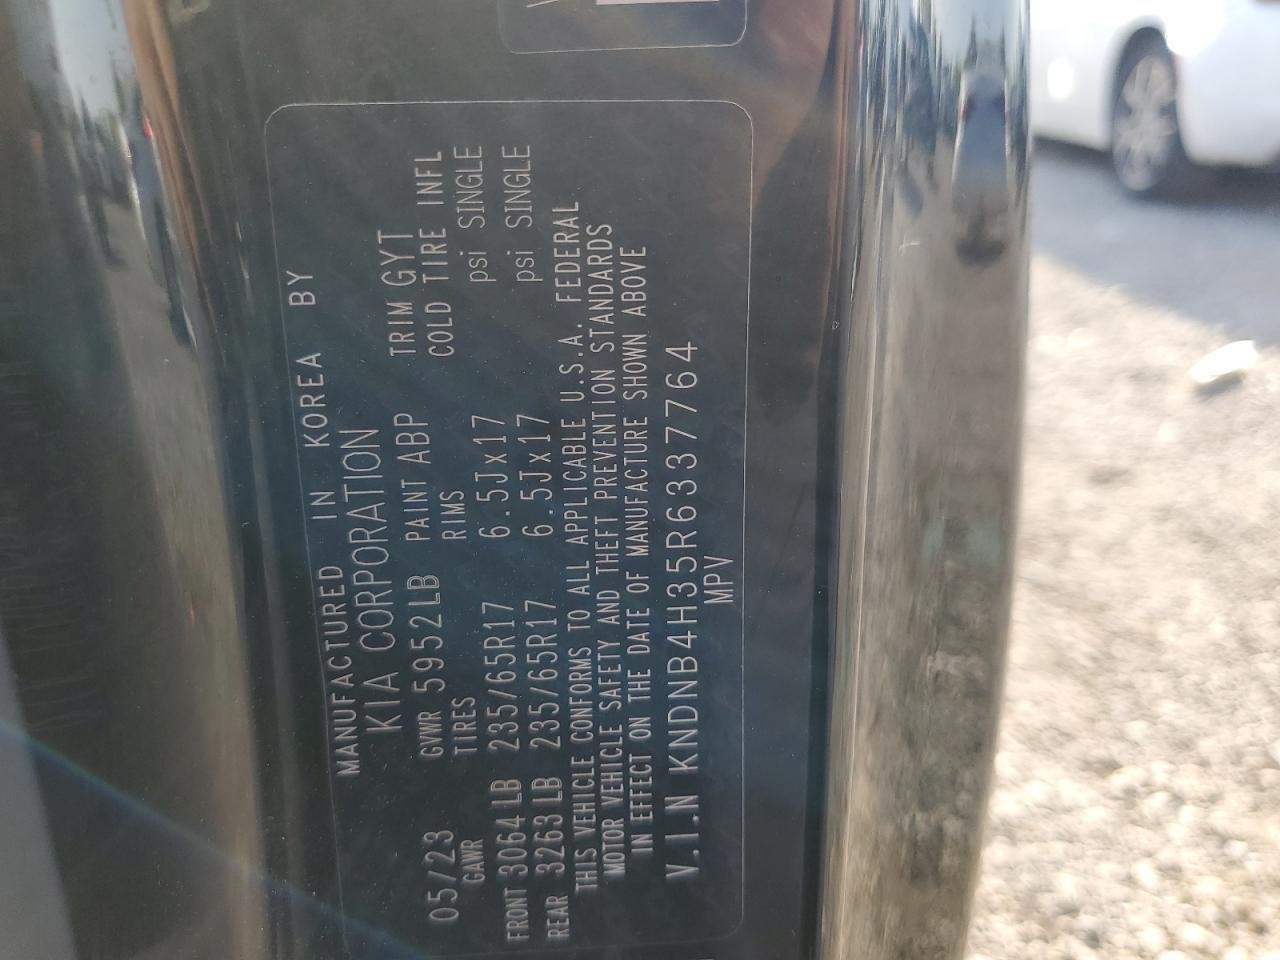 MANUFACTURED IN KOREA BY
KIA CORPORATION
05/23 GVWR 5952LB PAINT ABP TRIM GYT
GAWR TIRES RIMS COLD TIRE INFL
FRONT 3064LB 235/65R17 6.5Jx17 psi SINGLE
REAR 3263LB 235/65R17 6.5Jx17 psi SINGLE
THIS VEHICLE CONFORMS TO ALL APPLICABLE U.S.A. FEDERAL
MOTOR VEHICLE SAFETY AND THEFT PREVENTION STANDARDS
IN EFFECT ON THE DATE OF MANUFACTURE SHOWN ABOVE
V.I.N KNDNB4H35R6337764
MPV